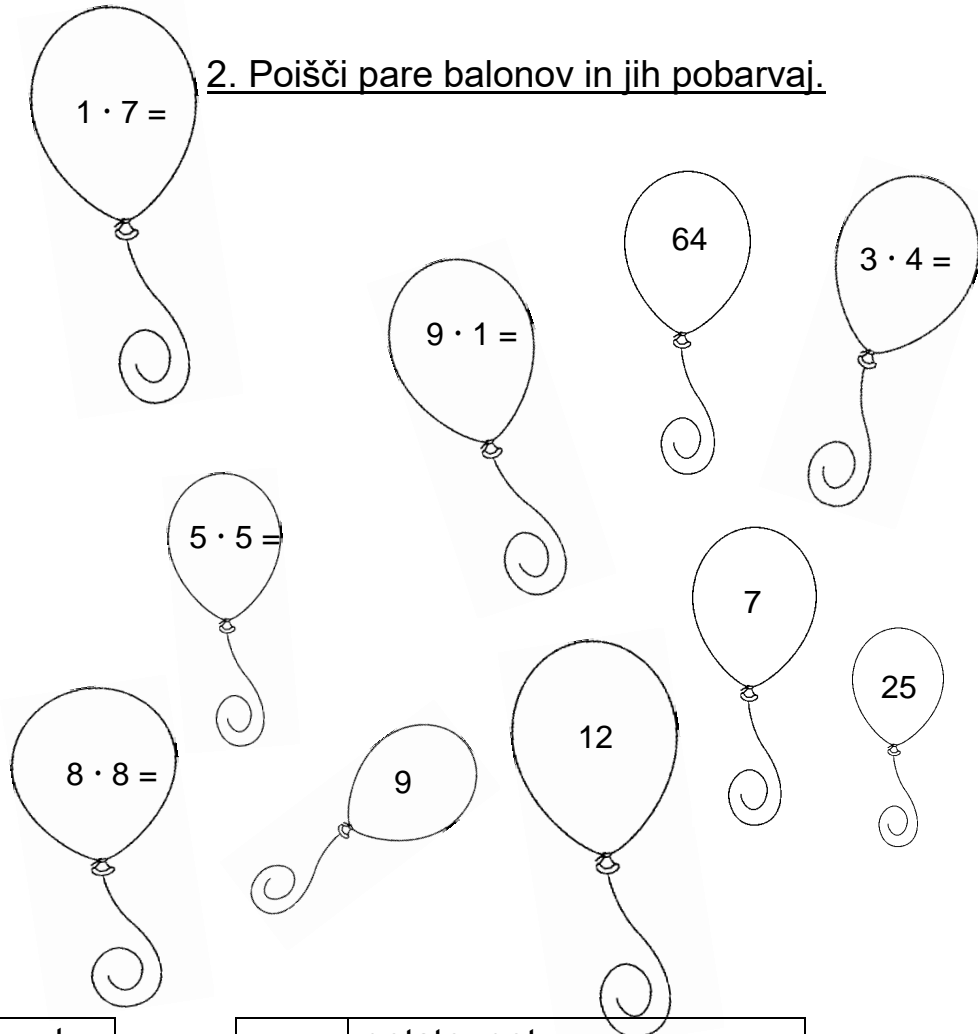 2. Poišči pare balonov in jih pobarvaj.
1 · 7 =
64
3 · 4 =
9 · 1 =
5 · 5 =
7
25
12
8 · 8 =
9